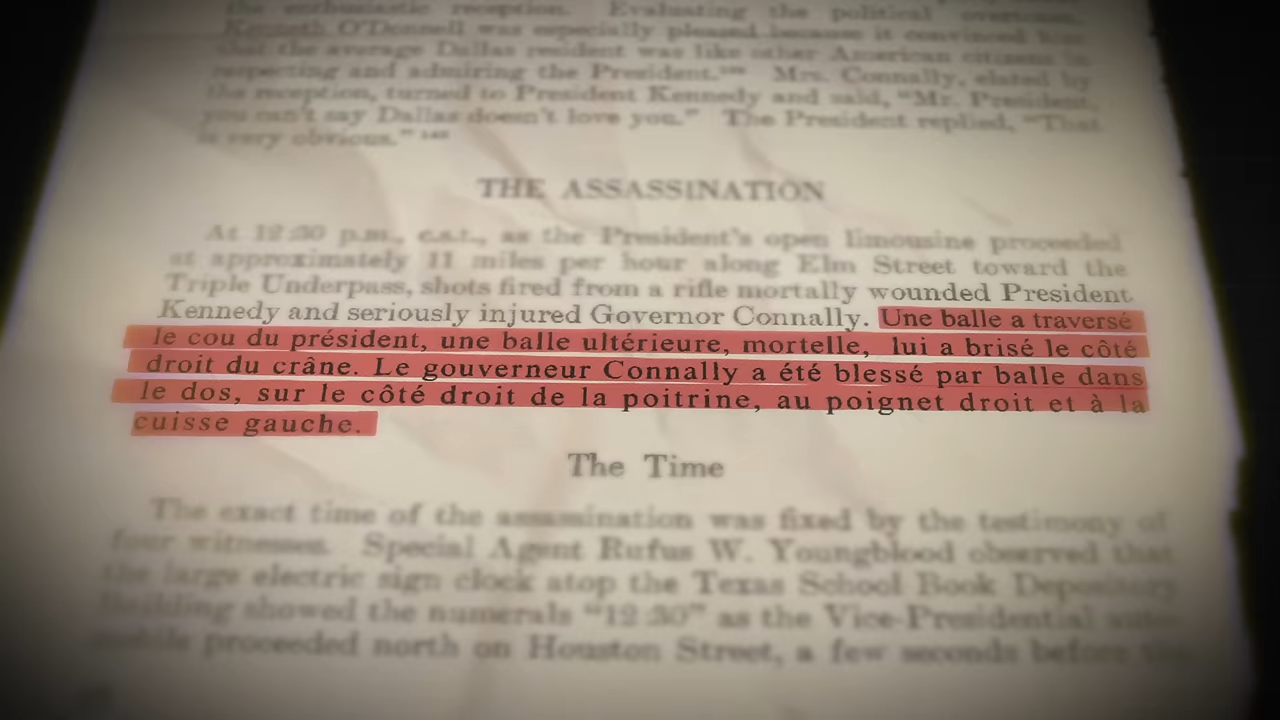 the enthusiastic reception. Evaluating the political
Kenneth O'Donnell was especially pleased because it convinced him
that the average Dallas resident was like other American citizens in
respecting and admiring the President." Mrs. Connally, elated by
the reception, turned to President Kennedy and said, "Mr. President,
you can't say Dallas doesn't love you." The President replied, "That
is very obvious."
THE ASSASSINATION
At 12:30 p.m., c.s.t., as the President's open limousine proceeded
at approximately 11 miles per hour along Elm Street toward the
Triple Underpass, shots fired from a rifle mortally wounded President
Kennedy and seriously injured Governor Connally. Une balle a traversé
le cou du président, une balle ultérieure, mortelle, lui a brisé le côté
droit du crâne. Le gouverneur Connally a été blessé par balle dans
le dos, sur le côté droit de la poitrine, au poignet droit et à la
cuisse gauche.
The Time
The exact time of the assassination was fixed by the testimony of
four witnesses. Special Agent Rufus W. Youngblood observed that
the large electric sign clock atop the Texas School Book Depository
Building showed the numerals "12:30" as the Vice-Presidential
proceeded north on Houston Street, a few seconds before